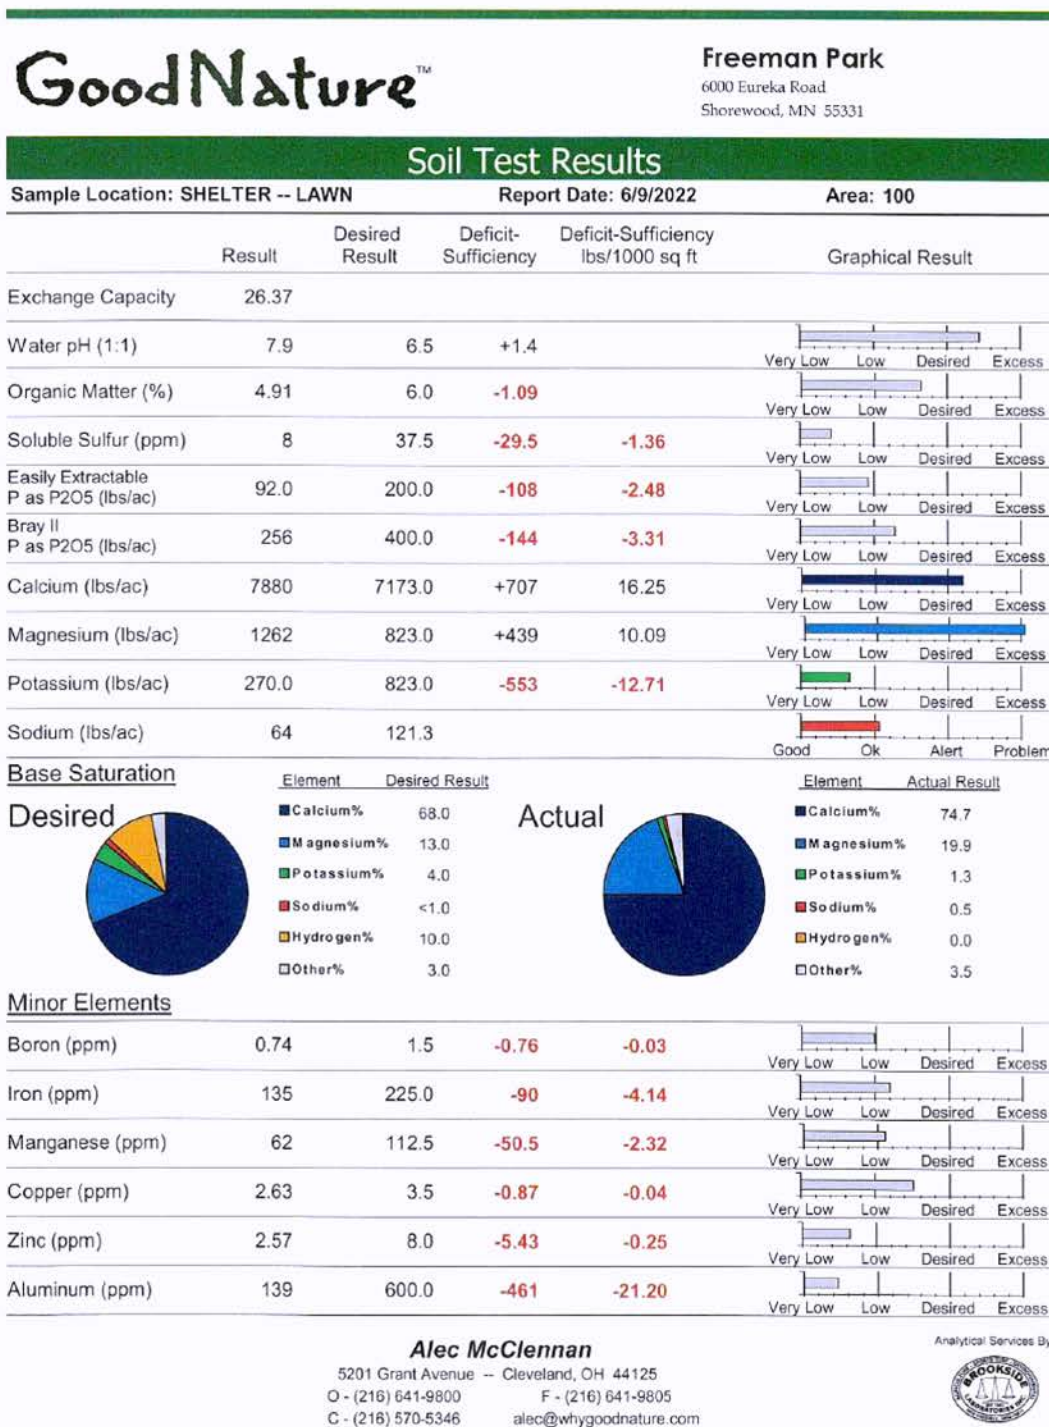 GoodNature™
Freeman Park
6000 Eureka Road
Shorewood, MN 55331
Soil Test Results
Sample Location: SHELTER -- LAWN Report Date: 6/9/2022 Area: 100
Result Desired Result Deficit-Sufficiency Deficit-Sufficiency lbs/1000 sq ft Graphical Result
Exchange Capacity 26.37
Water pH (1:1) 7.9 6.5 +1.4
Very Low Low Desired Excess
Organic Matter (%) 4.91 6.0 -1.09
Very Low Low Desired Excess
Soluble Sulfur (ppm) 8 37.5 -29.5 -1.36
Very Low Low Desired Excess
Easily Extractable
P as P2O5 (lbs/ac) 92.0 200.0 -108 -2.48
Very Low Low Desired Excess
Bray II
P as P2O5 (lbs/ac) 256 400.0 -144 -3.31
Very Low Low Desired Excess
Calcium (lbs/ac) 7880 7173.0 +707 16.25
Very Low Low Desired Excess
Magnesium (lbs/ac) 1262 823.0 +439 10.09
Very Low Low Desired Excess
Potassium (lbs/ac) 270.0 823.0 -553 -12.71
Very Low Low Desired Excess
Sodium (lbs/ac) 64 121.3
Good Ok Alert Problem
Base Saturation
Desired
Element Desired Result
Calcium% 68.0
Magnesium% 13.0
Potassium% 4.0
Sodium% <1.0
Hydrogen% 10.0
Other% 3.0
Actual
Element Actual Result
Calcium% 74.7
Magnesium% 19.9
Potassium% 1.3
Sodium% 0.5
Hydrogen% 0.0
Other% 3.5
Minor Elements
Boron (ppm) 0.74 1.5 -0.76 -0.03
Very Low Low Desired Excess
Iron (ppm) 135 225.0 -90 -4.14
Very Low Low Desired Excess
Manganese (ppm) 62 112.5 -50.5 -2.32
Very Low Low Desired Excess
Copper (ppm) 2.63 3.5 -0.87 -0.04
Very Low Low Desired Excess
Zinc (ppm) 2.57 8.0 -5.43 -0.25
Very Low Low Desired Excess
Aluminum (ppm) 139 600.0 -461 -21.20
Very Low Low Desired Excess
Alec McClennan
5201 Grant Avenue -- Cleveland, OH 44125
O - (216) 641-9800 F - (216) 641-9805
C - (216) 570-5346 alec@whygoodnature.com
Analytical Services By
BROOKSIDE